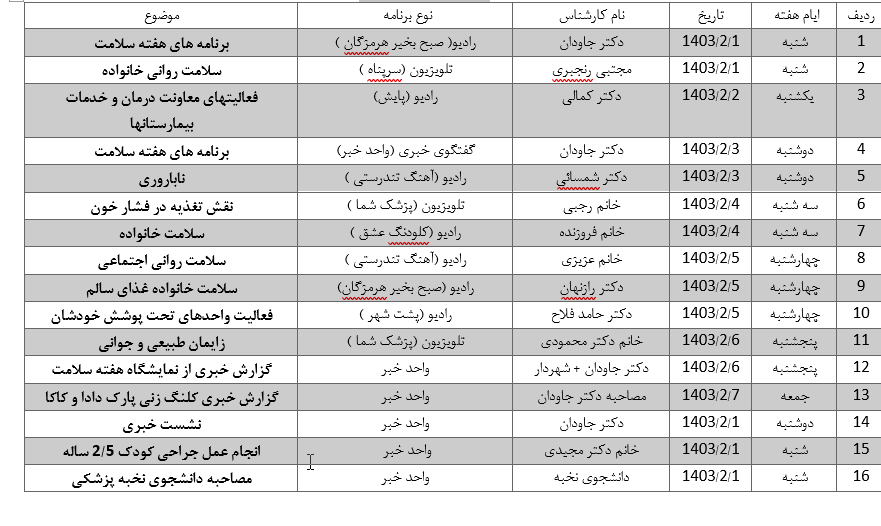 ردیف ایام هفته تاریخ نام کارشناس نوع برنامه موضوع
1 شنبه 1403/2/1 دکتر جاودان رادیو( صبح بخیر هرمزگان ) برنامه های هفته سلامت
2 شنبه 1403/2/1 مجتبی رنجبری تلویزیون (سرپناه ) سلامت روانی خانواده
3 یکشنبه 1403/2/2 دکتر کمالی رادیو (پایش) فعالیتهای معاونت درمان و خدمات
بیمارستانها
4 دوشنبه 1403/2/3 دکتر جاودان گفتگوی خبری (واحد خبر) برنامه های هفته سلامت
5 دوشنبه 1403/2/3 دکتر شمسائی رادیو (آهنگ تندرستی ) ناباروری
6 سه شنبه 1403/2/4 خانم رجبی تلویزیون (پزشک شما ) نقش تغذیه در فشار خون
7 سه شنبه 1403/2/4 خانم فروزنده رادیو (کلودنگ عشق ) سلامت خانواده
8 چهارشنبه 1403/2/5 خانم عزیزی رادیو (آهنگ تندرستی ) سلامت روانی اجتماعی
9 چهارشنبه 1403/2/5 دکتر رازنهان رادیو (صبح بخیر هرمزگان) سلامت خانواده غذای سالم
10 چهارشنبه 1403/2/5 دکتر حامد فلاح رادیو (پشت شهر ) فعالیت واحدهای تحت پوشش خودشان
11 پنجشنبه 1403/2/6 خانم دکتر محمودی تلویزیون (پزشک شما ) زایمان طبیعی و جوانی
12 پنجشنبه 1403/2/6 دکتر جاودان + شهردار واحد خبر گزارش خبری از نمایشگاه هفته سلامت
13 جمعه 1403/2/7 مصاحبه دکتر جاودان واحد خبر گزارش خبری کلنگ زنی پارک دادا و کاکا
14 دوشنبه 1403/2/1 دکتر جاودان واحد خبر نشست خبری
15 شنبه 1403/2/1 خانم دکتر مجیدی واحد خبر انجام عمل جراحی کودک 2/5 ساله
16 شنبه 1403/2/1 دانشجوی نخبه واحد خبر مصاحبه دانشجوی نخبه پزشکی